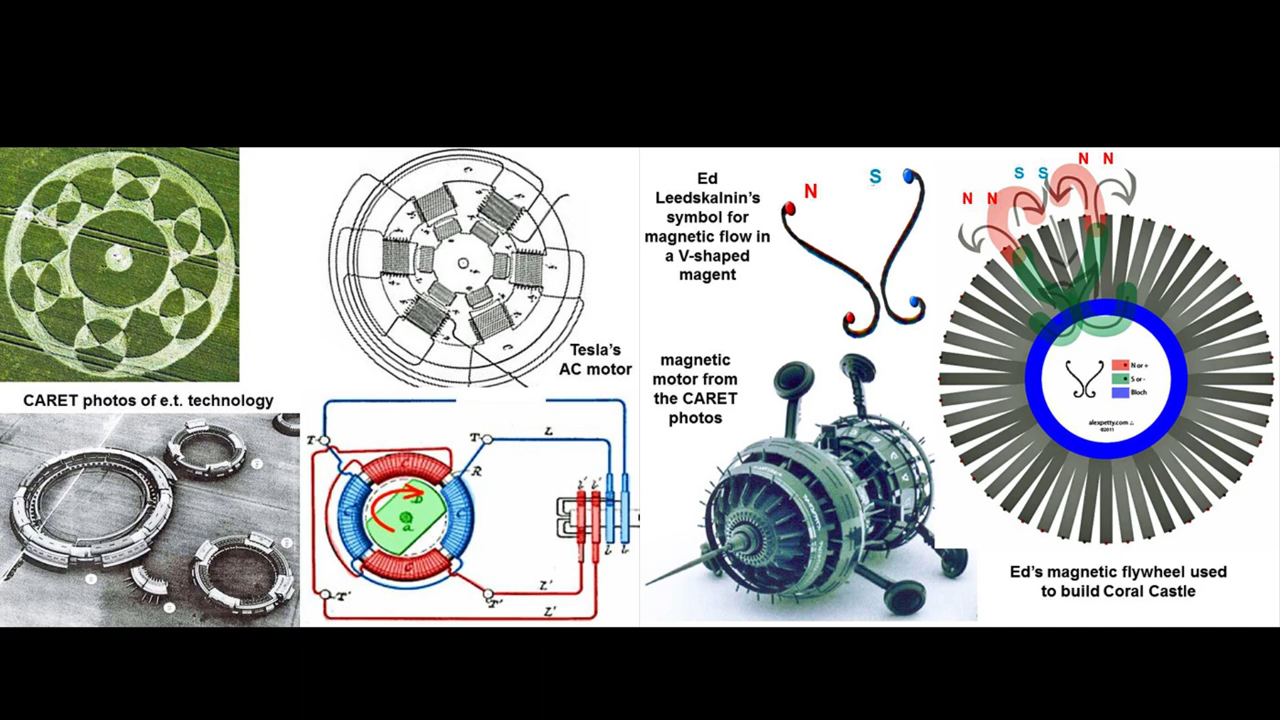 CARET photos of e.t. technology
Tesla's
AC motor
T
T
L
R
D
a
C
T'
T'
L'
L'
Ed
Leedskalnin's
symbol for
magnetic flow in
a V-shaped
magent
N
S
magnetic
motor from
the CARET
photos
N N
S S
N N
N or +
S or -
Bloch
alexpetty.com
©2011
Ed's magnetic flywheel used
to build Coral Castle